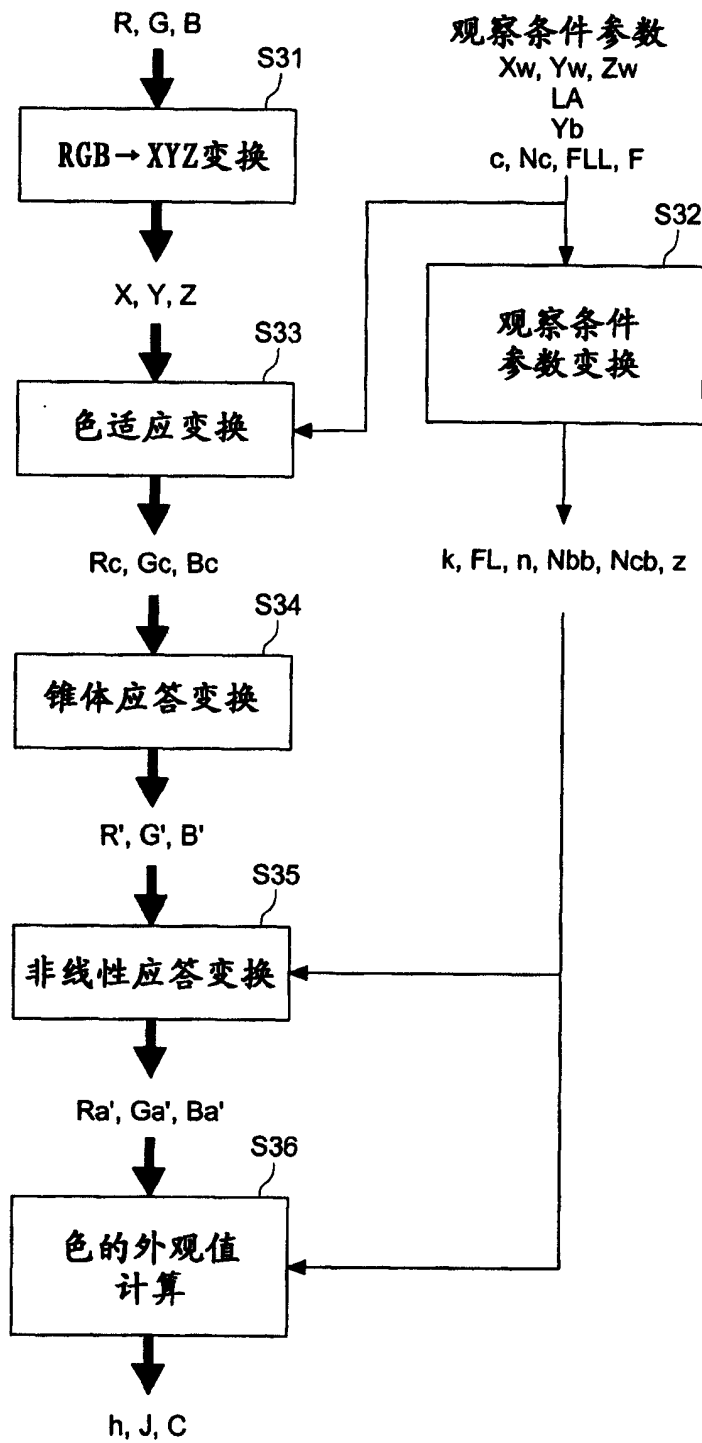 R, G, B
S31
RGB→XYZ变换
观察条件参数
Xw, Yw, Zw
LA
Yb
c, Nc, FLL, F
S32
观察条件
参数变换
X, Y, Z
S33
色适应变换
Rc, Gc, Bc
k, FL, n, Nbb, Ncb, z
S34
锥体应答变换
R', G', B'
S35
非线性应答变换
Ra', Ga', Ba'
S36
色的外观值
计算
h, J, C